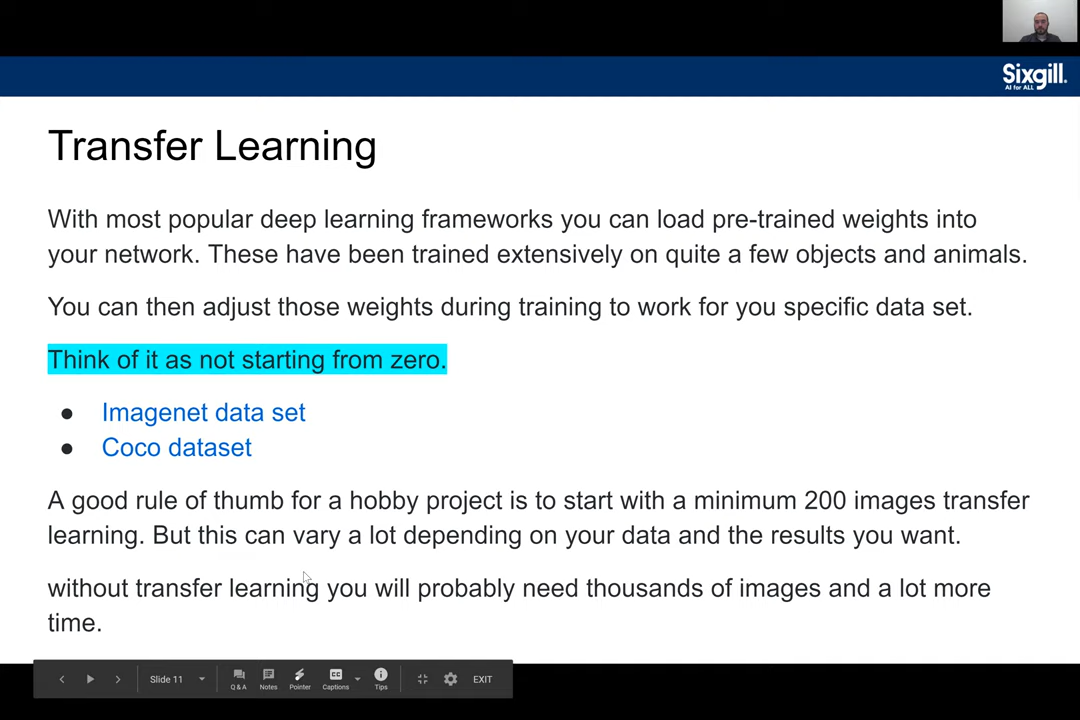 Sixgill.
AI for ALL
Transfer Learning
With most popular deep learning frameworks you can load pre-trained weights into
your network. These have been trained extensively on quite a few objects and animals.
You can then adjust those weights during training to work for you specific data set.
Think of it as not starting from zero.
● Imagenet data set
● Coco dataset
A good rule of thumb for a hobby project is to start with a minimum 200 images transfer
learning. But this can vary a lot depending on your data and the results you want.
without transfer learning you will probably need thousands of images and a lot more
time.
Slide 11
Q & A
Notes
Pointer
Captions
Tips
EXIT